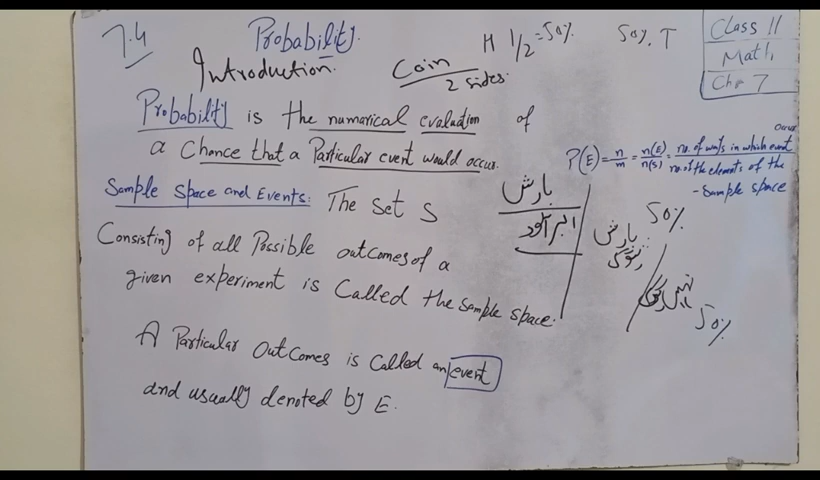 7.4
Probability.
H 1/2 = 50%
50% T
Class 11
Math
Ch# 7
Introduction.
Coin
2 sides.
Probability is the numerical evaluation of
a Chance that a Particular event would occur.
P(E) = n/m = n(E)/n(S) = no. of ways in which event occur/no. of the elements of the
- Sample space
Sample Space and Events: The Set S
Consisting of all Possible outcomes of a
given experiment is Called the sample space.
بارش
ابر آلود
بارش
50%
نہیں
50%
A Particular Outcomes is Called an event
and usually denoted by E.